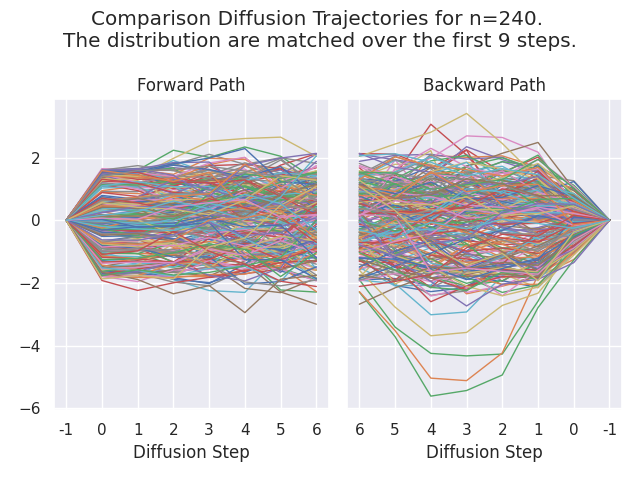 Comparison Diffusion Trajectories for n=240.
The distribution are matched over the first 9 steps.
Forward Path
Backward Path
2
0
−2
−4
−6
-1 0 1 2 3 4 5 6
6 5 4 3 2 1 0 -1
Diffusion Step
Diffusion Step